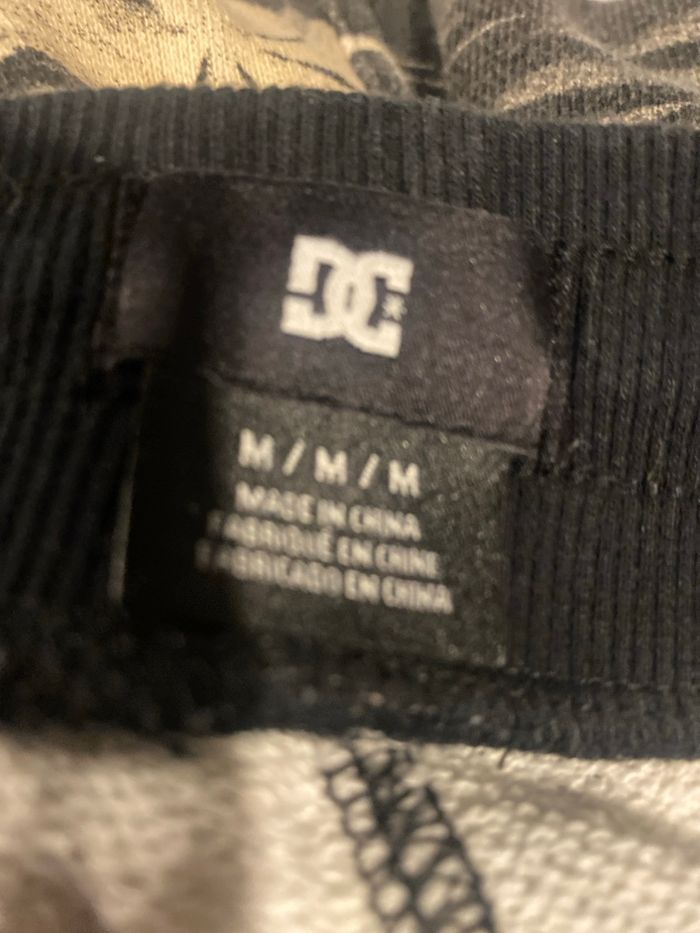 DC
M / M / M
MADE IN CHINA
FABRIQUÉ EN CHINE
FABRICADO EN CHINA